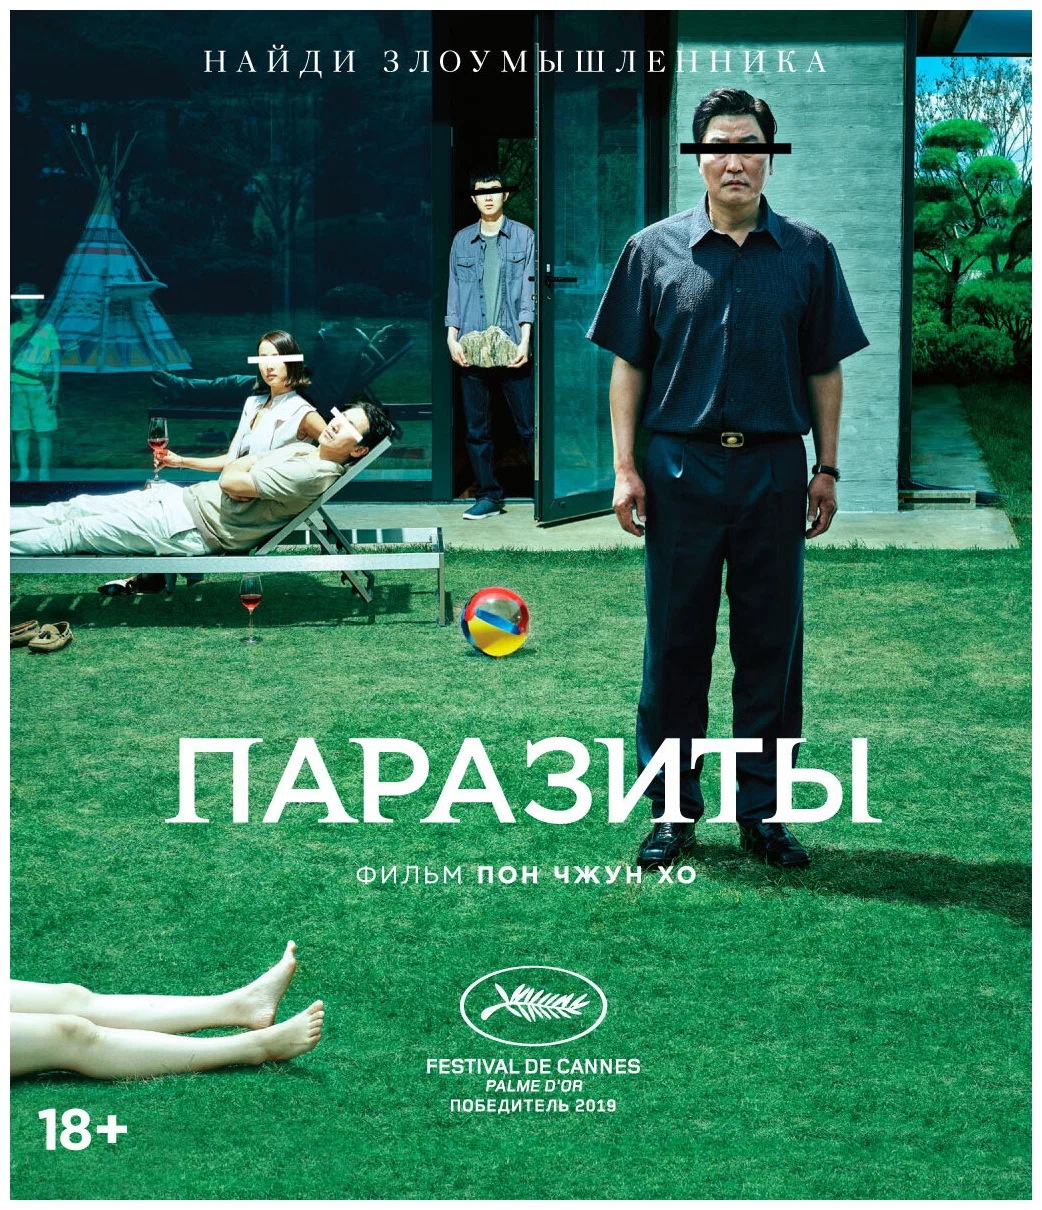 НАЙДИ ЗЛОУМЫШЛЕННИКА
ПАРАЗИТЫ
ФИЛЬМ ПОН ЧЖУН ХО
FESTIVAL DE CANNES
PALME D'OR
ПОБЕДИТЕЛЬ 2019
18+